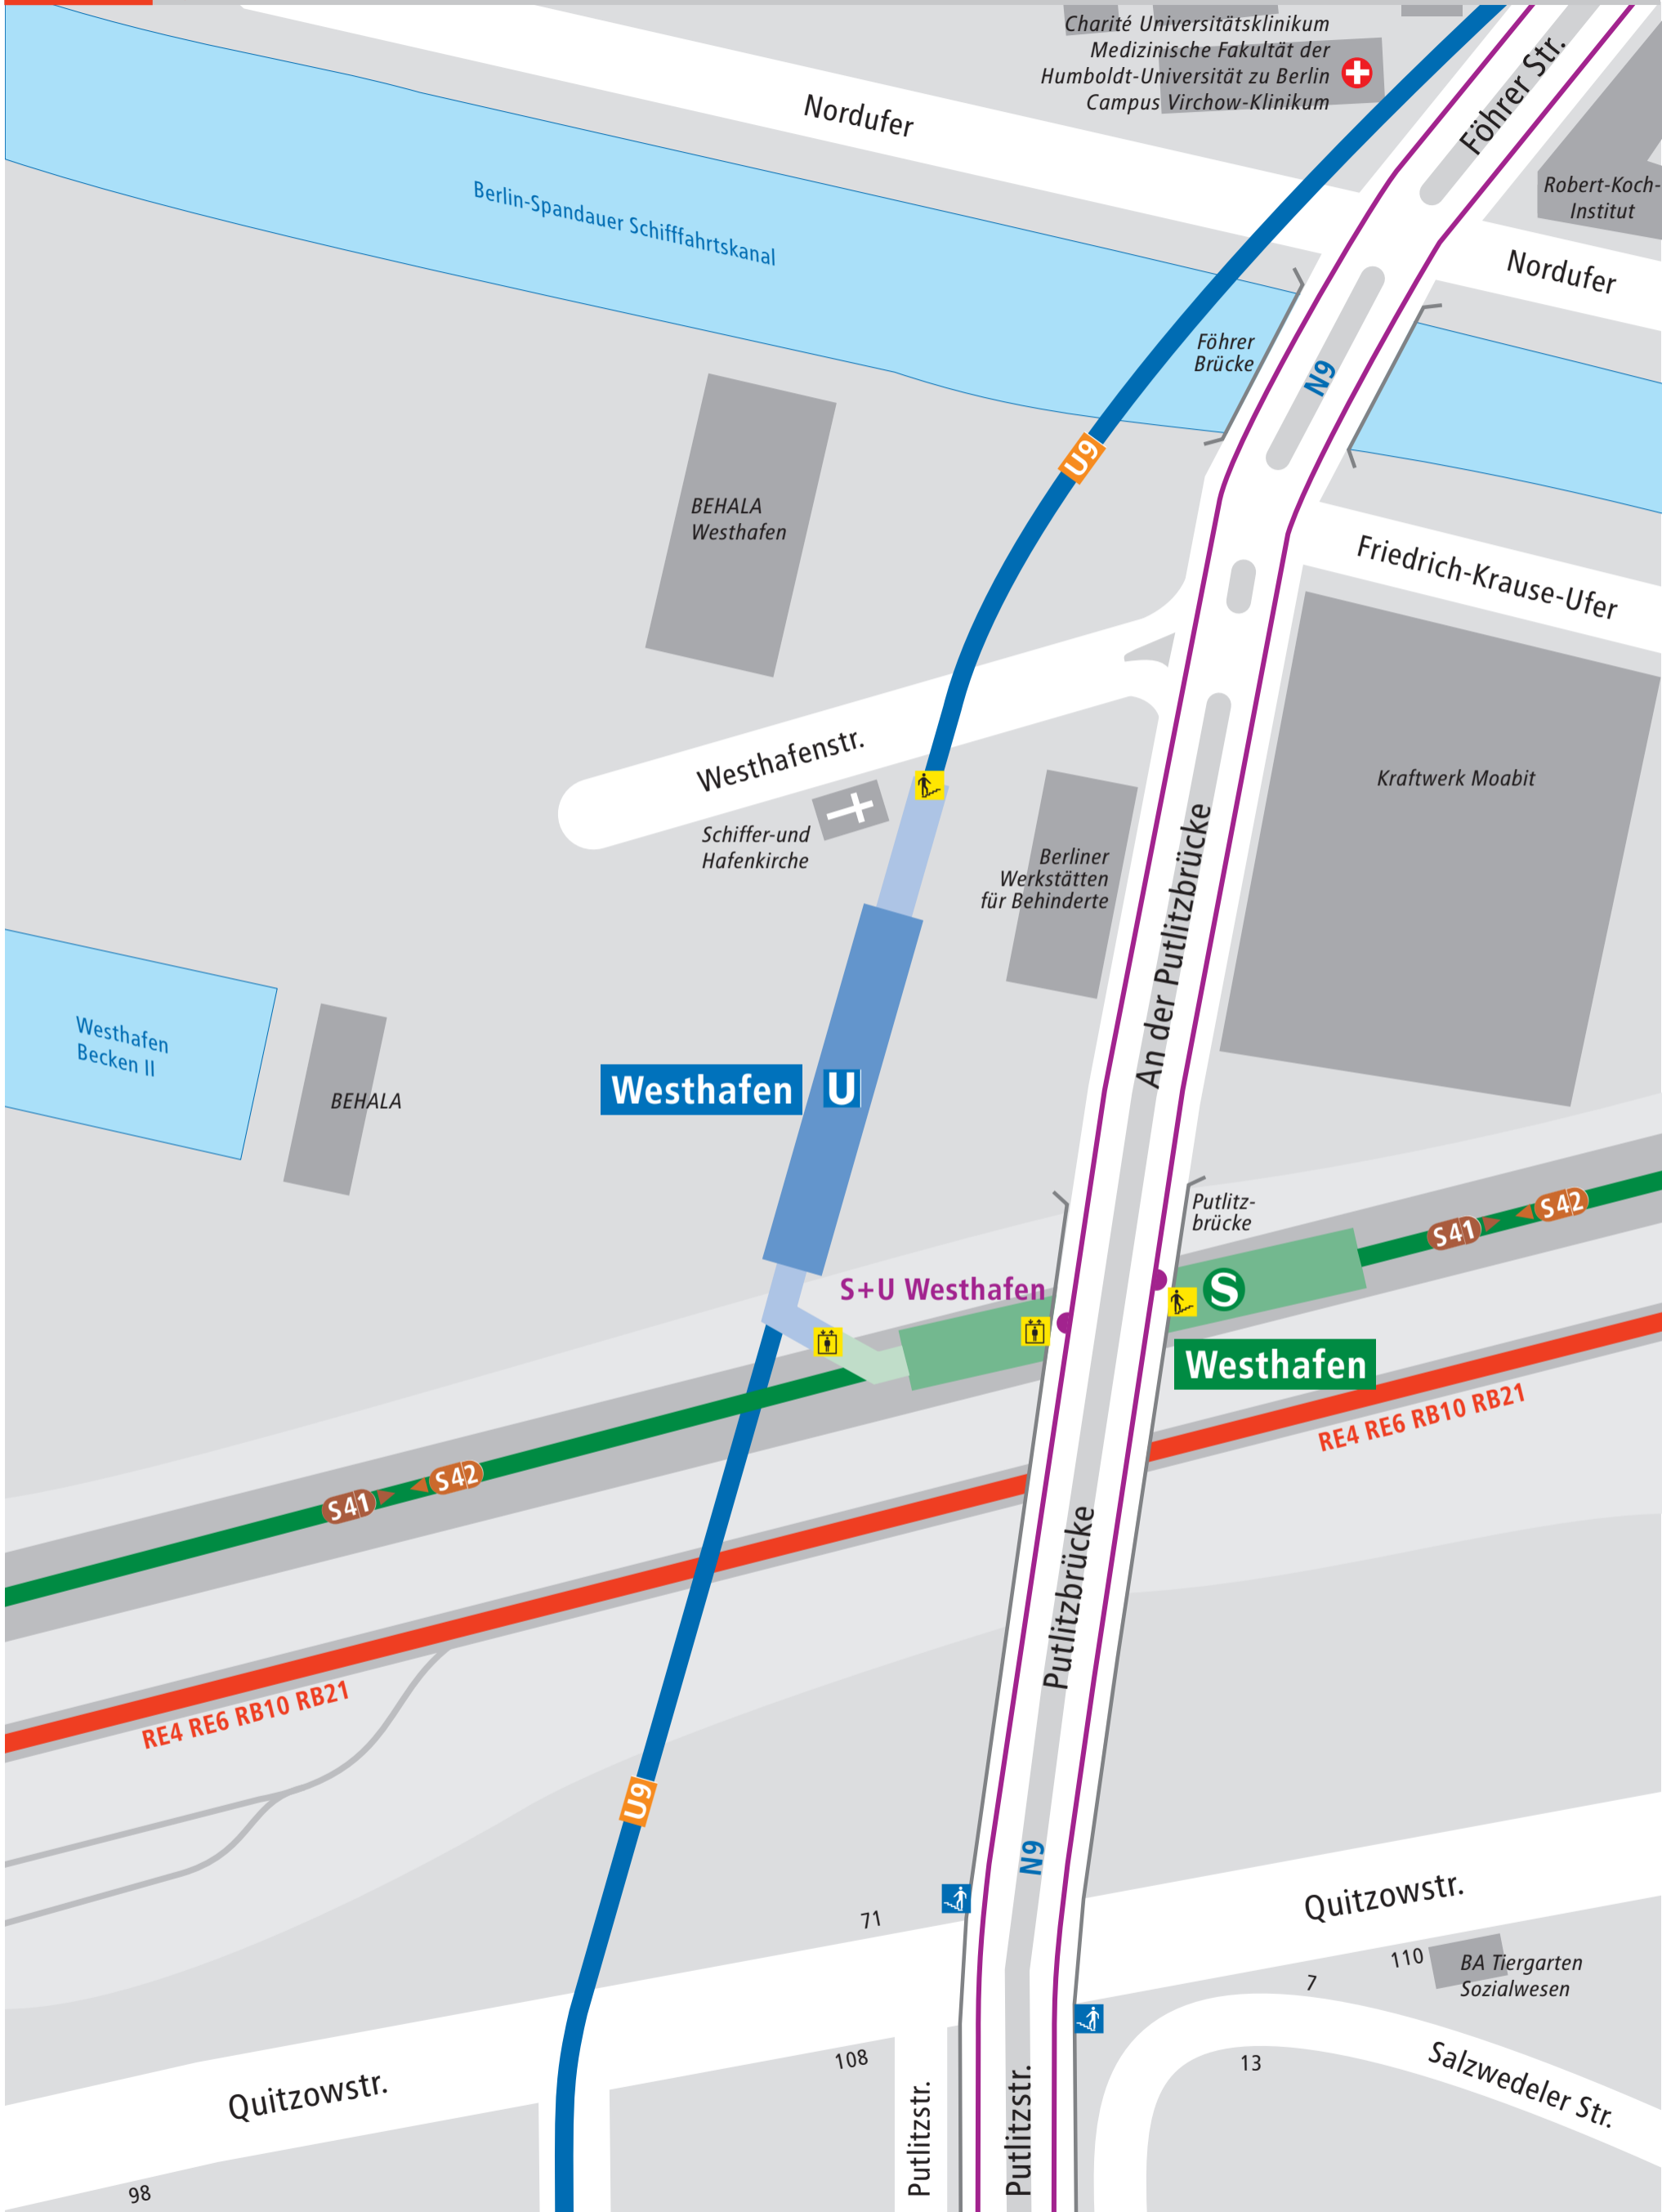 Charité Universitätsklinikum
Medizinische Fakultät der
Humboldt-Universität zu Berlin
Campus Virchow-Klinikum
Föhrer Str.
Nordufer
Robert-Koch-
Institut
Berlin-Spandauer Schifffahrtskanal
Nordufer
Föhrer
Brücke
N9
U9
BEHALA
Westhafen
Friedrich-Krause-Ufer
Westhafenstr.
Kraftwerk Moabit
Schiffer-und
Hafenkirche
Berliner
Werkstätten
für Behinderte
An der Putlitzbrücke
Westhafen
Becken II
BEHALA
Westhafen
U
Putlitz-
brücke
S41
S42
S+U Westhafen
S
Westhafen
RE4 RE6 RB10 RB21
S41
S42
Putlitzbrücke
RE4 RE6 RB10 RB21
U9
N9
71
Quitzowstr.
110
BA Tiergarten
Sozialwesen
7
108
13
Salzwedeler Str.
Quitzowstr.
Putlitzstr.
Putlitzstr.
98